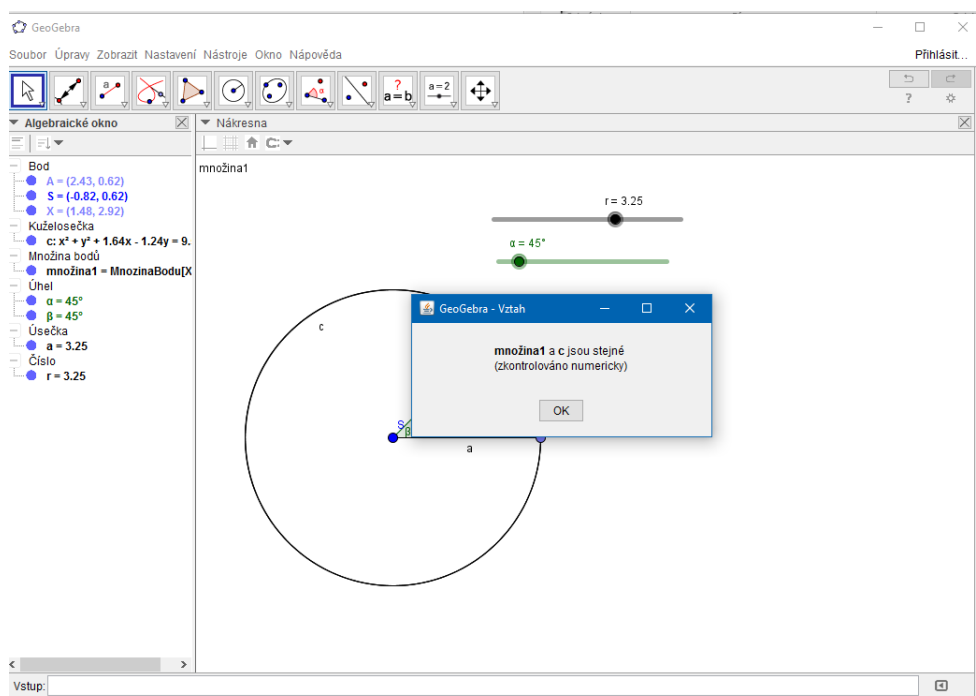 GeoGebra
Soubor Úpravy Zobrazit Nastavení Nástroje Okno Nápověda
Přihlásit...
a
α
?
a = b
a = 2
?
Algebraické okno
Nákresna
Bod
A = (2.43, 0.62)
S = (-0.82, 0.62)
X = (1.48, 2.92)
Kuželosečka
c: x² + y² + 1.64x - 1.24y = 9.
Množina bodů
množina1 = MnozinaBodu[X
Úhel
α = 45°
β = 45°
Úsečka
a = 3.25
Číslo
r = 3.25
množina1
r = 3.25
α = 45°
c
S
β
a
GeoGebra - Vztah
množina1 a c jsou stejné
(zkontrolováno numericky)
OK
Vstup: